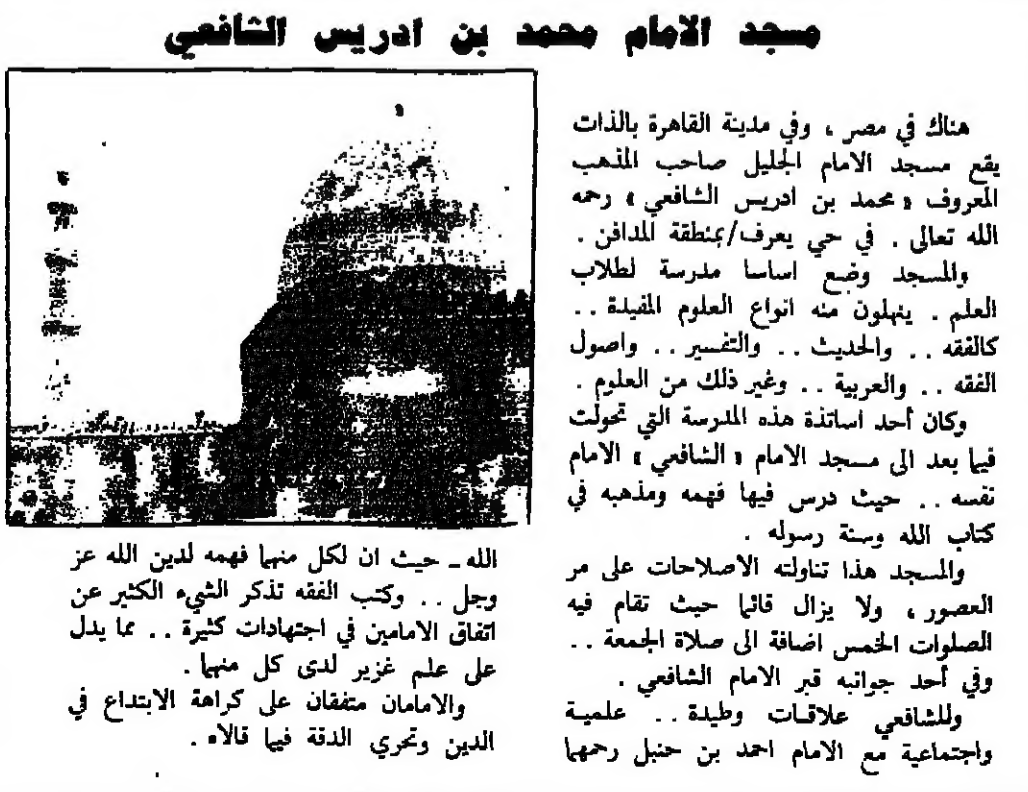 مسجد الامام محمد بن ادريس الشافعي
هناك في مصر ، وفي مدينة القاهرة بالذات
يقع مسجد الامام الجليل صاحب المذهب
المعروف « محمد بن ادريس الشافعي » رحمه
الله تعالى . في حي يعرف/بمنطقة المدافن .
والمسجد وضع اساسا مدرسة لطلاب
العلم . ينهلون منه انواع العلوم المفيدة . .
كالفقه . . والحديث . . والتفسير . . واصول
الفقه . . والعربية . . وغير ذلك من العلوم .
وكان أحد اساتذة هذه المدرسة التي تحولت
فيما بعد الى مسجد الامام « الشافعي » الامام
نفسه . . حيث درس فيها فهمه ومذهبه في
كتاب الله وسنة رسوله .
والمسجد هذا تناولته الاصلاحات على مر
العصور ، ولا يزال قائما حيث تقام فيه
الصلوات الخمس اضافة الى صلاة الجمعة . .
وفي أحد جوانبه قبر الامام الشافعي .
وللشافعي علاقات وطيدة . . علمية
واجتماعية مع الامام احمد بن حنبل رحمهما
الله ـ حيث ان لكل منهما فهمه لدين الله عز
وجل . . وكتب الفقه تذكر الشيء الكثير عن
اتفاق الامامين في اجتهادات كثيرة . . مما يدل
على علم غزير لدى كل منهما .
والامامان متفقان على كراهة الابتداع في
الدين وتحري الدقة فيما قالاه .